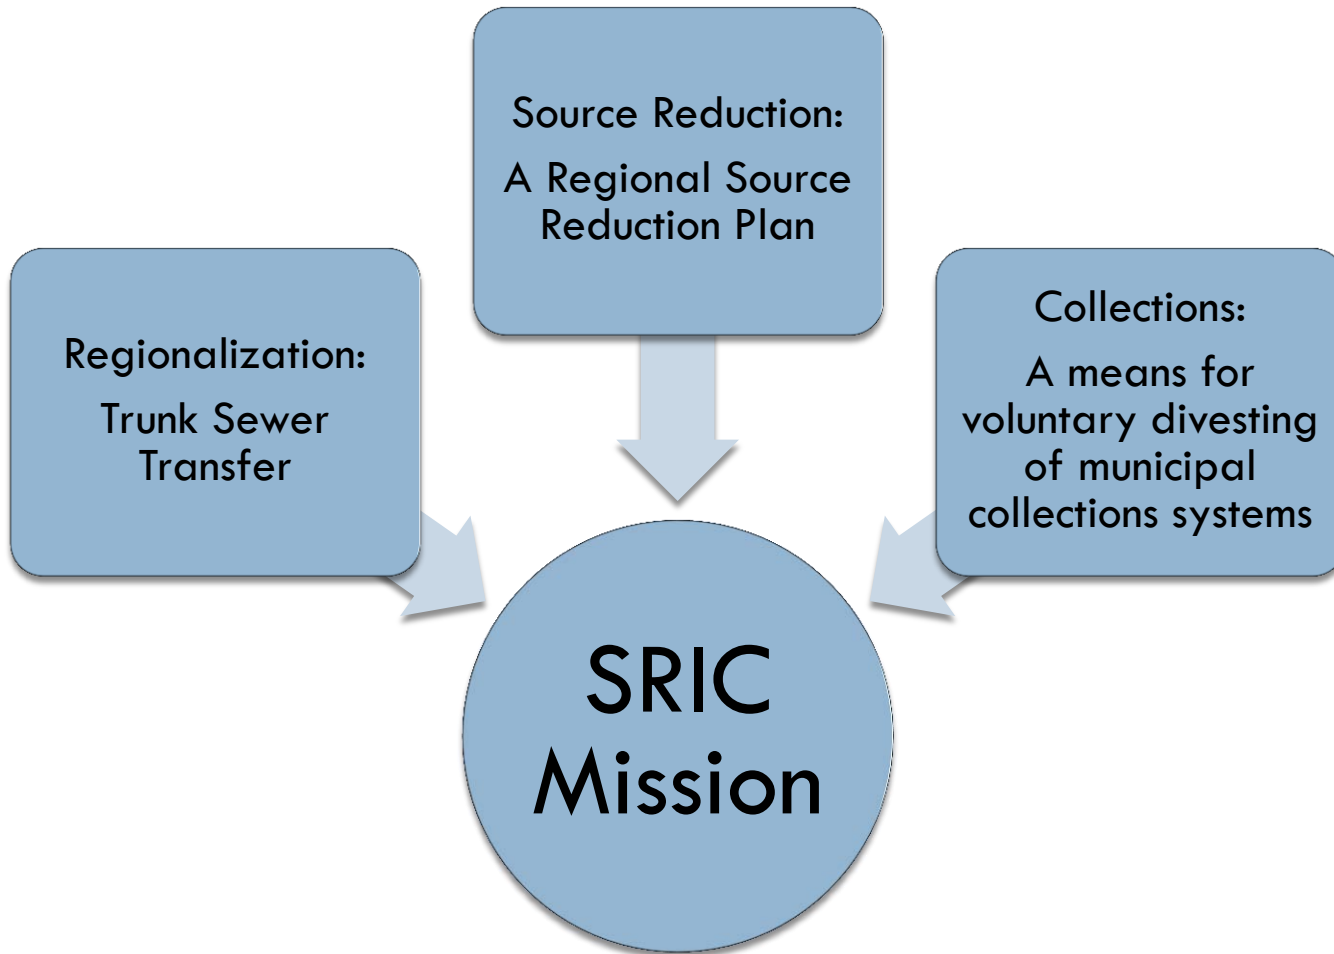 Source Reduction:
A Regional Source
Reduction Plan
Regionalization:
Trunk Sewer
Transfer
Collections:
A means for
voluntary divesting
of municipal
collections systems
SRIC
Mission